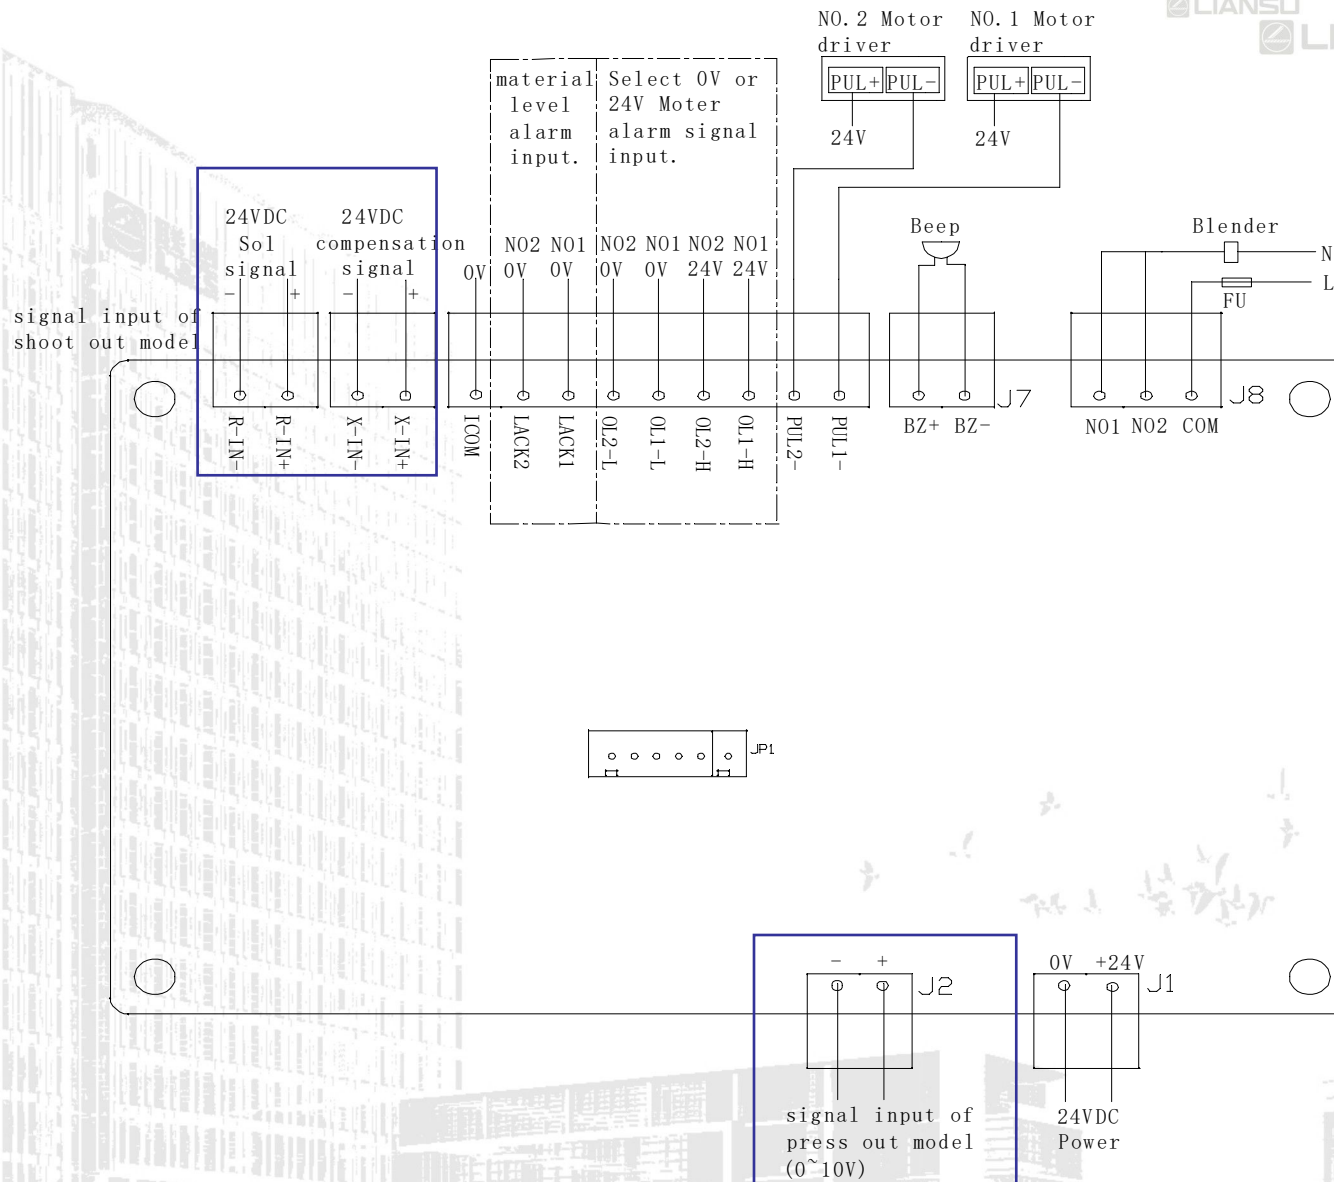 LIANSU
NO.2 Motor
driver
PUL+ PUL-
24V
NO.1 Motor
driver
PUL+ PUL-
24V
material
level
alarm
input.
Select 0V or
24V Moter
alarm signal
input.
24VDC
Sol
signal
- +
24VDC
compensation
signal
- +
0V
NO2 NO1 NO2 NO1 NO2 NO1
0V 0V 0V 0V 24V 24V
Beep
Blender
N
L
FU
signal input of
shoot out model
R-IN-
R-IN+
X-IN-
X-IN+
ICOM
LACK2
LACK1
OL2-L
OL1-L
OL2-H
OL1-H
PUL2-
PUL1-
J7
BZ+ BZ-
J8
NO1 NO2 COM
JP1
- +
J2
0V +24V
J1
signal input of
press out model
(0~10V)
24VDC
Power